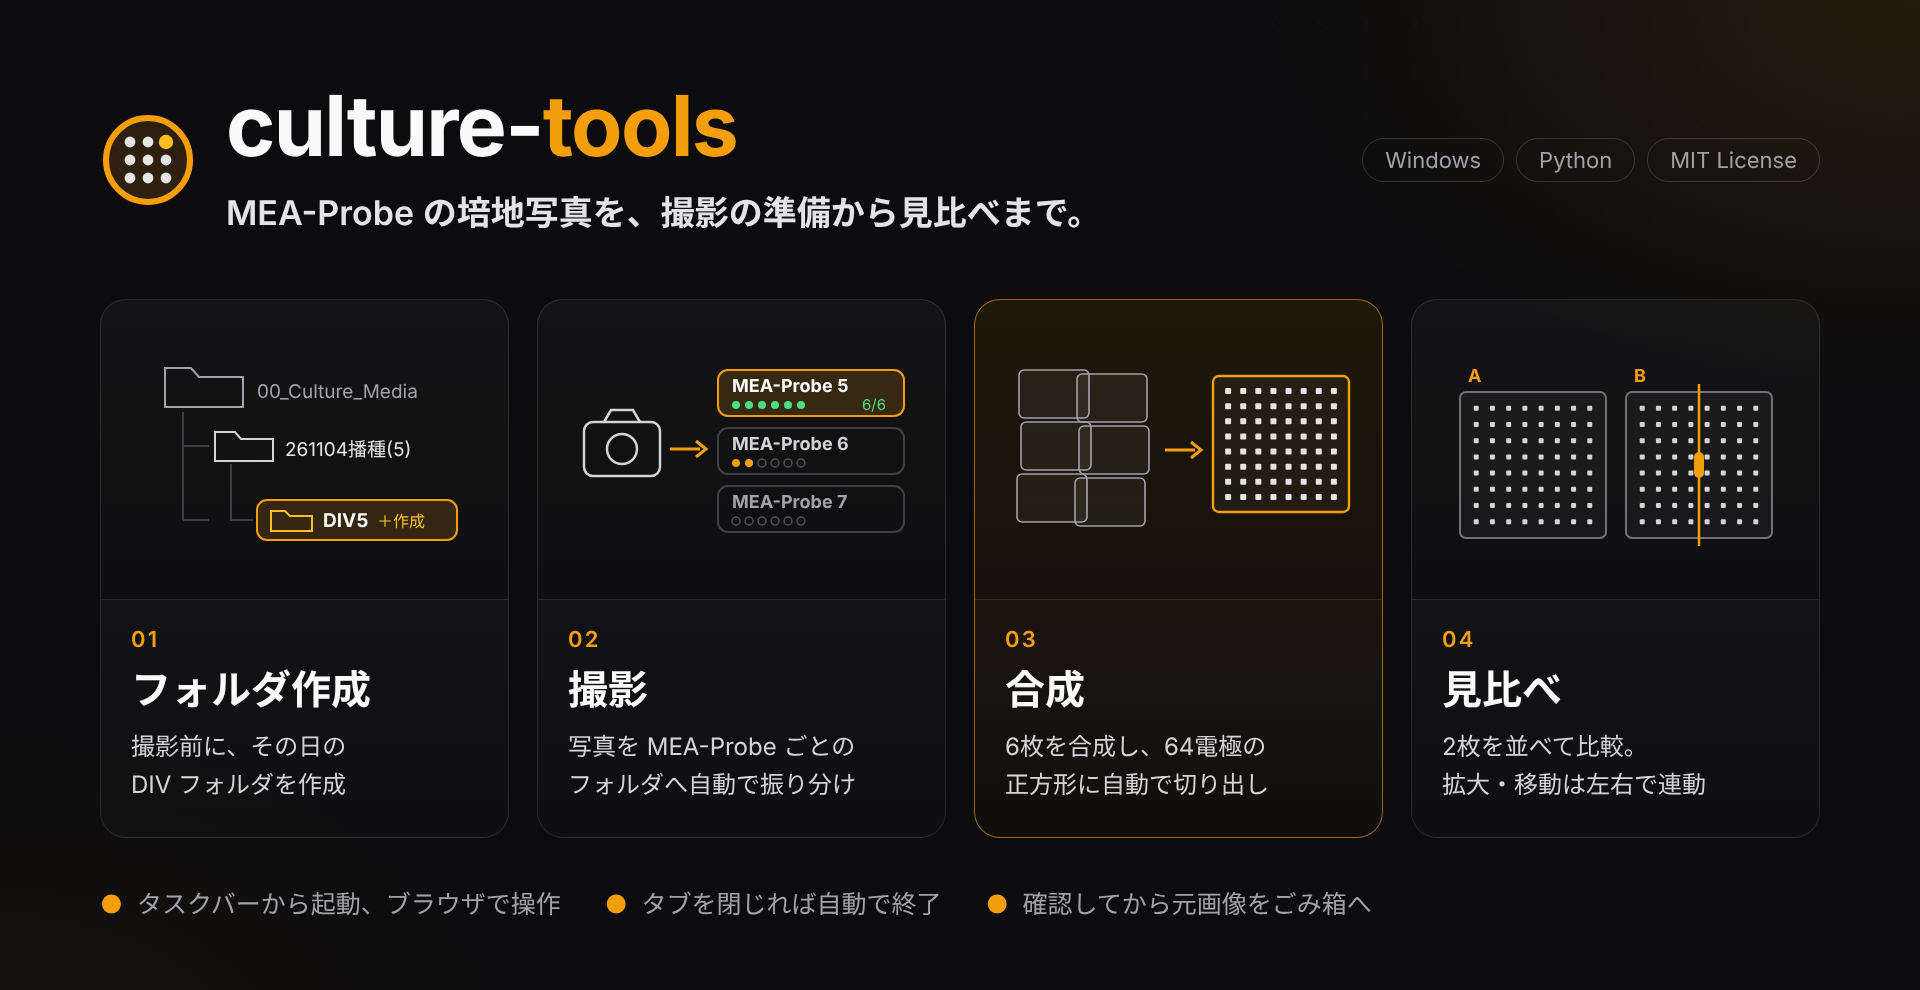 culture-tools
MEA-Probe の培地写真を、撮影の準備から見比べまで。
Windows
Python
MIT License
00_Culture_Media
261104播種(5)
DIV5 +作成
01
フォルダ作成
撮影前に、その日の
DIV フォルダを作成
MEA-Probe 5
6/6
MEA-Probe 6
MEA-Probe 7
02
撮影
写真を MEA-Probe ごとの
フォルダへ自動で振り分け
03
合成
6枚を合成し、64電極の
正方形に自動で切り出し
A
B
04
見比べ
2枚を並べて比較。
拡大・移動は左右で連動
タスクバーから起動、ブラウザで操作
タブを閉じれば自動で終了
確認してから元画像をごみ箱へ